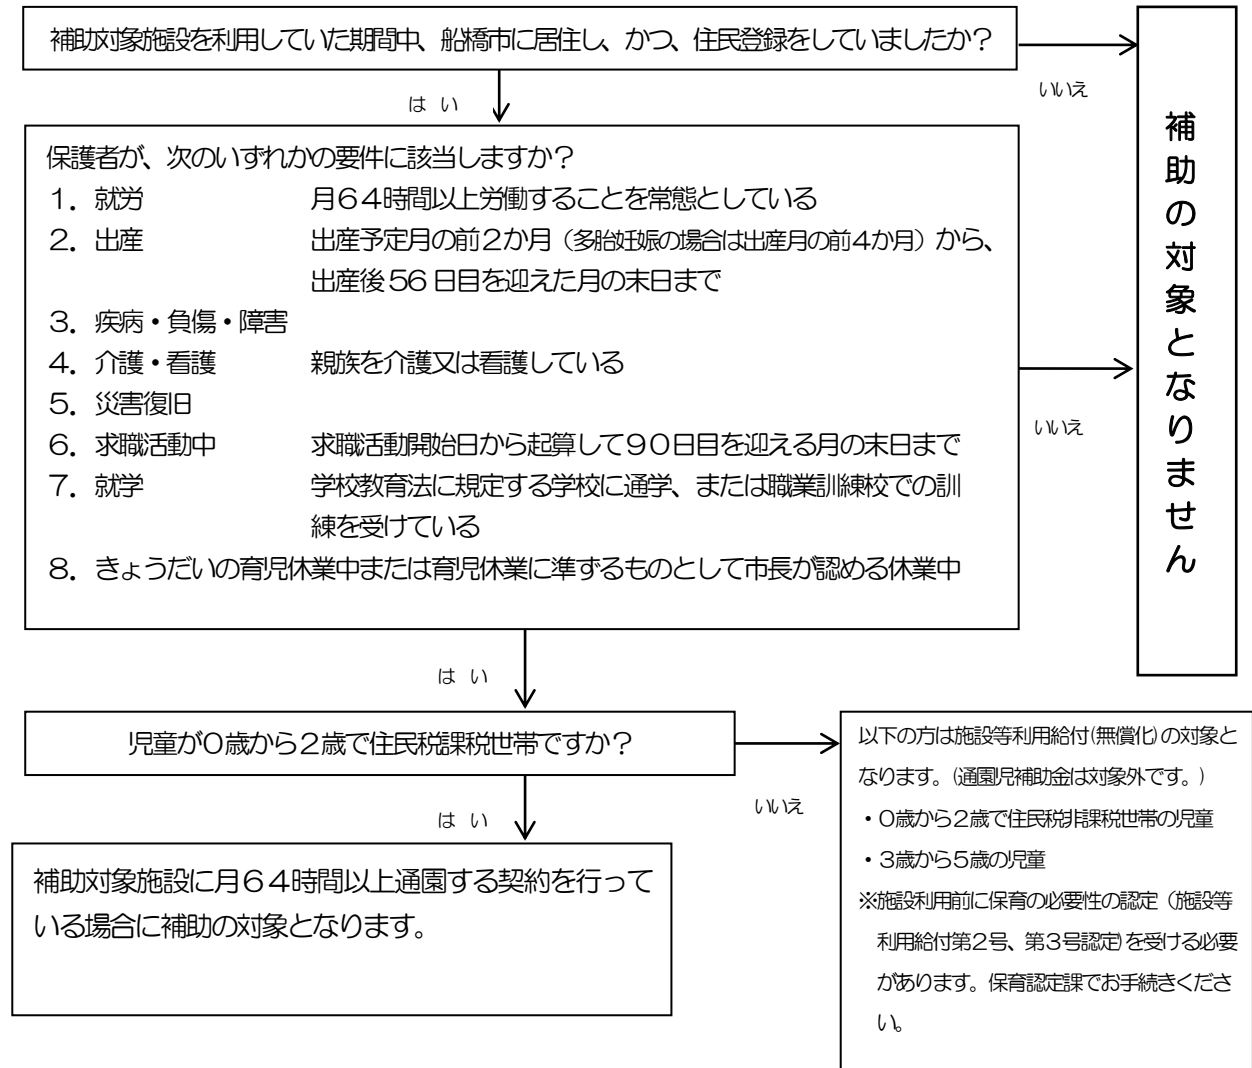 補助対象施設を利用していた期間中、船橋市に居住し、かつ、住民登録をしていましたか？
いいえ
は い
補助の対象となりません
保護者が、次のいずれかの要件に該当しますか？
１．就労 月６４時間以上労働することを常態としている
２．出産 出産予定月の前２か月（多胎妊娠の場合は出産月の前４か月）から、
出産後 56 日目を迎えた月の末日まで
３．疾病・負傷・障害
４．介護・看護 親族を介護又は看護している
５．災害復旧
６．求職活動中 求職活動開始日から起算して９０日目を迎える月の末日まで
７．就学 学校教育法に規定する学校に通学、または職業訓練校での訓
練を受けている
８．きょうだいの育児休業中または育児休業に準ずるものとして市長が認める休業中
いいえ
は い
児童が０歳から２歳で住民税課税世帯ですか？
いいえ
は い
補助対象施設に月６４時間以上通園する契約を行って
いる場合に補助の対象となります。
以下の方は施設等利用給付(無償化)の対象と
なります。(通園児補助金は対象外です。)
・０歳から２歳で住民税非課税世帯の児童
・３歳から５歳の児童
※施設利用前に保育の必要性の認定（施設等
利用給付第２号、第３号認定)を受ける必要
があります。保育認定課でお手続きくださ
い。